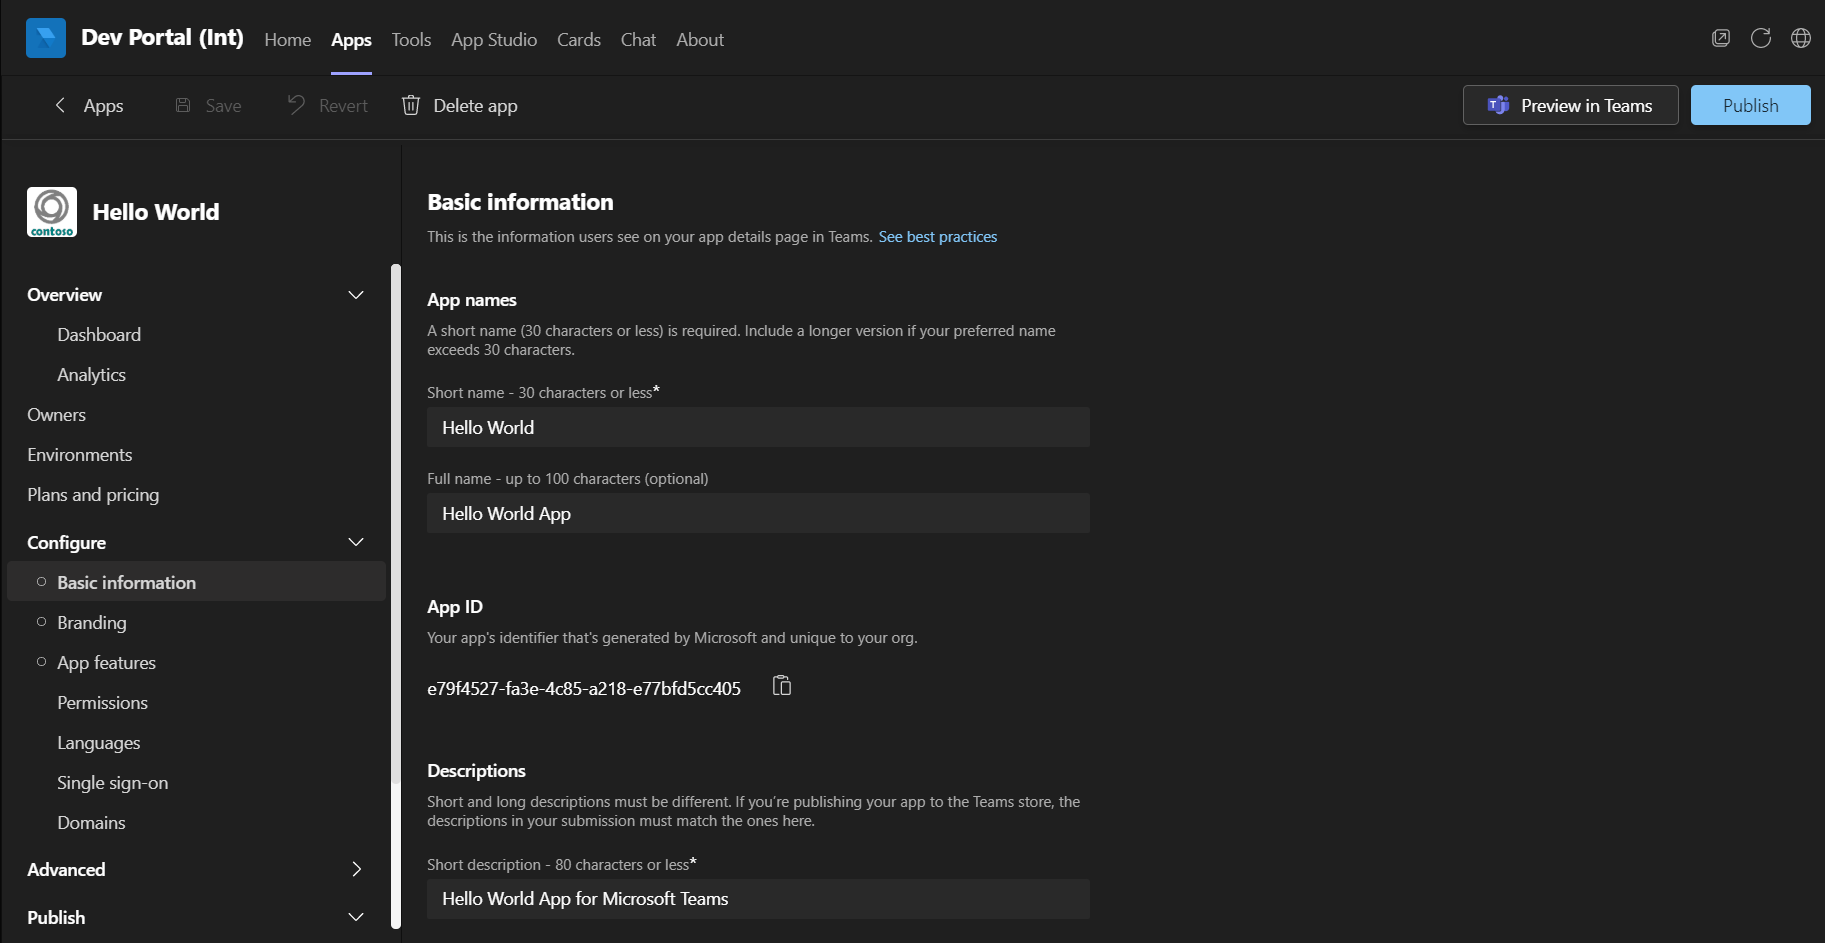 Dev Portal (Int)
Home
Apps
Tools
App Studio
Cards
Chat
About
Apps
Save
Revert
Delete app
Preview in Teams
Publish
contoso
Hello World
Overview
Dashboard
Analytics
Owners
Environments
Plans and pricing
Configure
Basic information
Branding
App features
Permissions
Languages
Single sign-on
Domains
Advanced
Publish
Basic information
This is the information users see on your app details page in Teams. See best practices
App names
A short name (30 characters or less) is required. Include a longer version if your preferred name
exceeds 30 characters.
Short name - 30 characters or less*
Hello World
Full name - up to 100 characters (optional)
Hello World App
App ID
Your app's identifier that's generated by Microsoft and unique to your org.
e79f4527-fa3e-4c85-a218-e77bfd5cc405
Descriptions
Short and long descriptions must be different. If you’re publishing your app to the Teams store, the
descriptions in your submission must match the ones here.
Short description - 80 characters or less*
Hello World App for Microsoft Teams